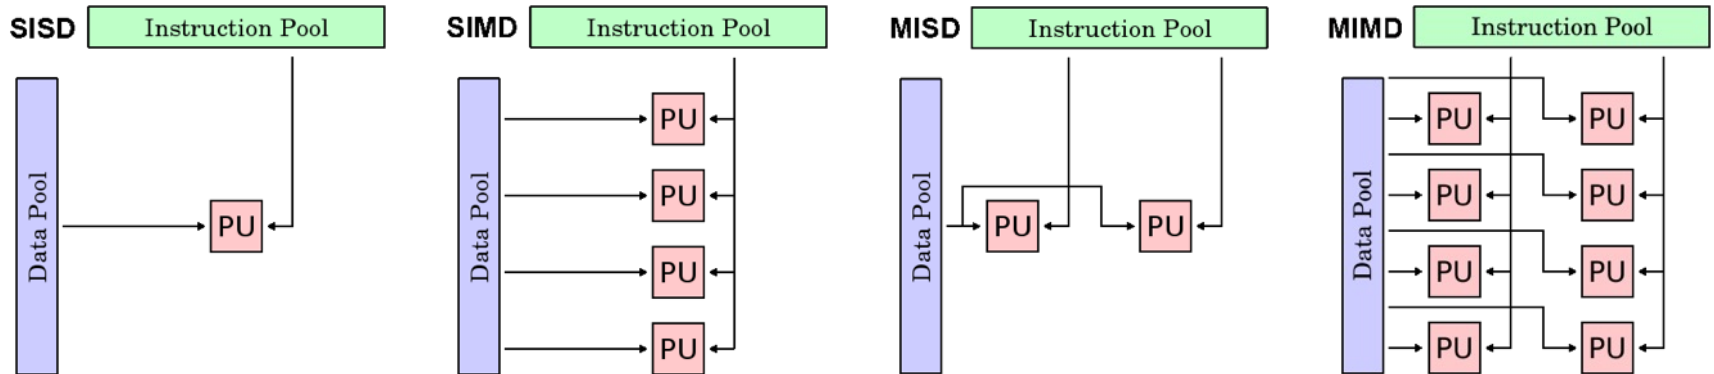 SISD Instruction Pool
Data Pool
PU
SIMD Instruction Pool
Data Pool
PU
PU
PU
PU
MISD Instruction Pool
Data Pool
PU PU
MIMD Instruction Pool
Data Pool
PU PU
PU PU
PU PU
PU PU